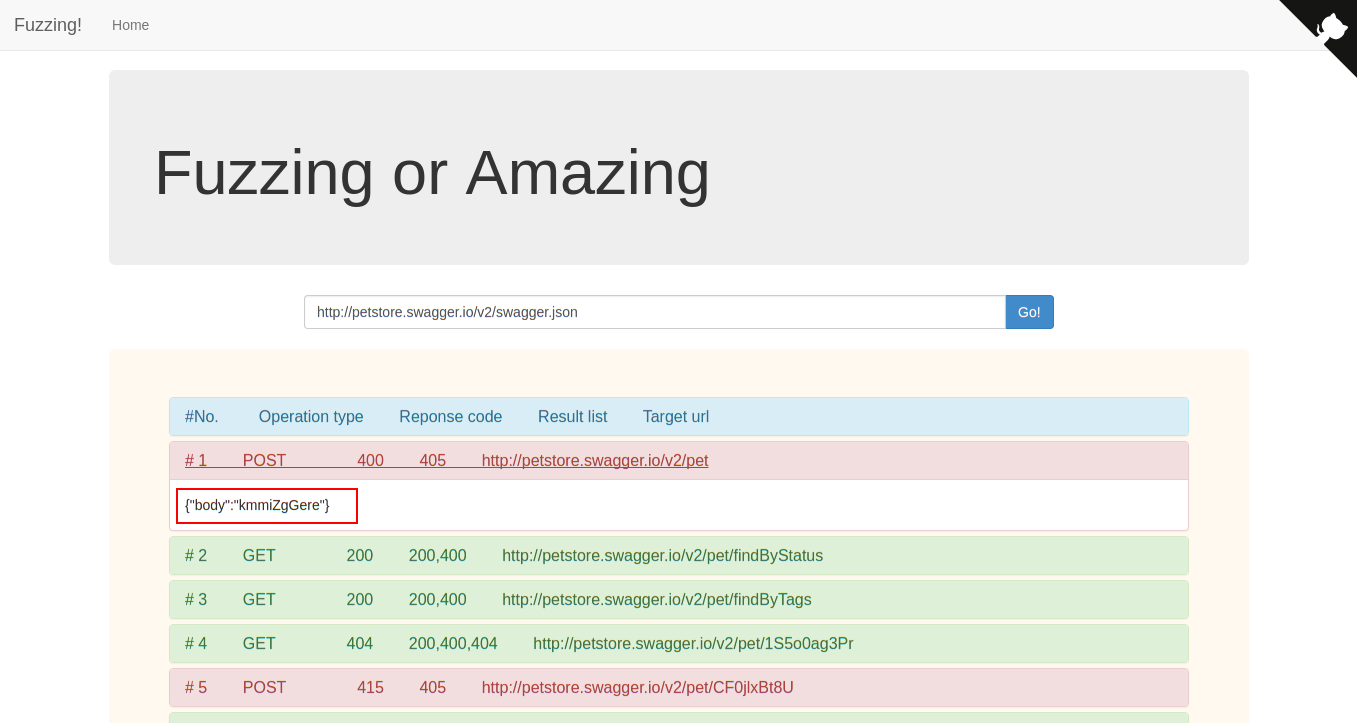 Fuzzing! Home
Fuzzing or Amazing
http://petstore.swagger.io/v2/swagger.json Go!
#No. Operation type Reponse code Result list Target url
# 1 POST 400 405 http://petstore.swagger.io/v2/pet
{"body":"kmmiZgGere"}
# 2 GET 200 200,400 http://petstore.swagger.io/v2/pet/findByStatus
# 3 GET 200 200,400 http://petstore.swagger.io/v2/pet/findByTags
# 4 GET 404 200,400,404 http://petstore.swagger.io/v2/pet/1S5o0ag3Pr
# 5 POST 415 405 http://petstore.swagger.io/v2/pet/CF0jlxBt8U